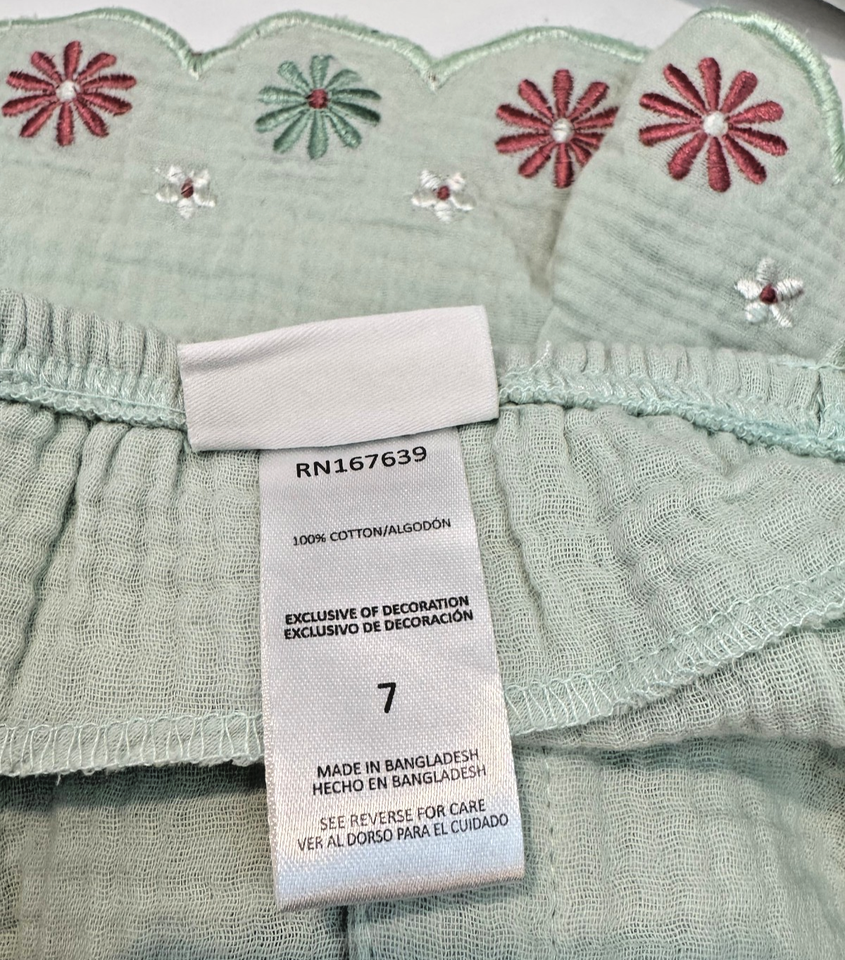 RN167639
100% COTTON/ALGODÓN
EXCLUSIVE OF DECORATION
EXCLUSIVO DE DECORACIÓN
7
MADE IN BANGLADESH
HECHO EN BANGLADESH
SEE REVERSE FOR CARE
VER AL DORSO PARA EL CUIDADO